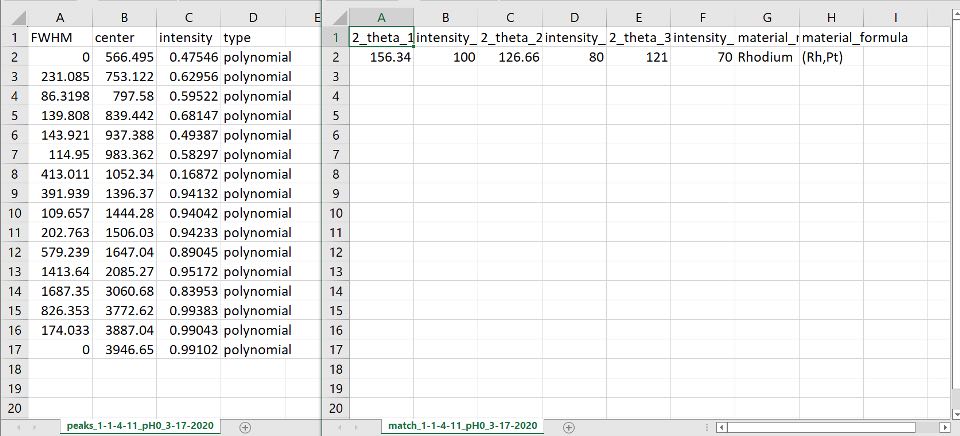 A B C D E A B C D E F G H I
1 FWHM center intensity type 1 2_theta_1 intensity_ 2_theta_2 intensity_ 2_theta_3 intensity_ material_r material_formula
2 0 566.495 0.47546 polynomial 2 156.34 100 126.66 80 121 70 Rhodium (Rh,Pt)
3 231.085 753.122 0.62956 polynomial 3
4 86.3198 797.58 0.59522 polynomial 4
5 139.808 839.442 0.68147 polynomial 5
6 143.921 937.388 0.49387 polynomial 6
7 114.95 983.362 0.58297 polynomial 7
8 413.011 1052.34 0.16872 polynomial 8
9 391.939 1396.37 0.94132 polynomial 9
10 109.657 1444.28 0.94042 polynomial 10
11 202.763 1506.03 0.94233 polynomial 11
12 579.239 1647.04 0.89045 polynomial 12
13 1413.64 2085.27 0.95172 polynomial 13
14 1687.35 3060.68 0.83953 polynomial 14
15 826.353 3772.62 0.99383 polynomial 15
16 174.033 3887.04 0.99043 polynomial 16
17 0 3946.65 0.99102 polynomial 17
18 18
19 19
20 20
peaks_1-1-4-11_pH0_3-17-2020 match_1-1-4-11_pH0_3-17-2020